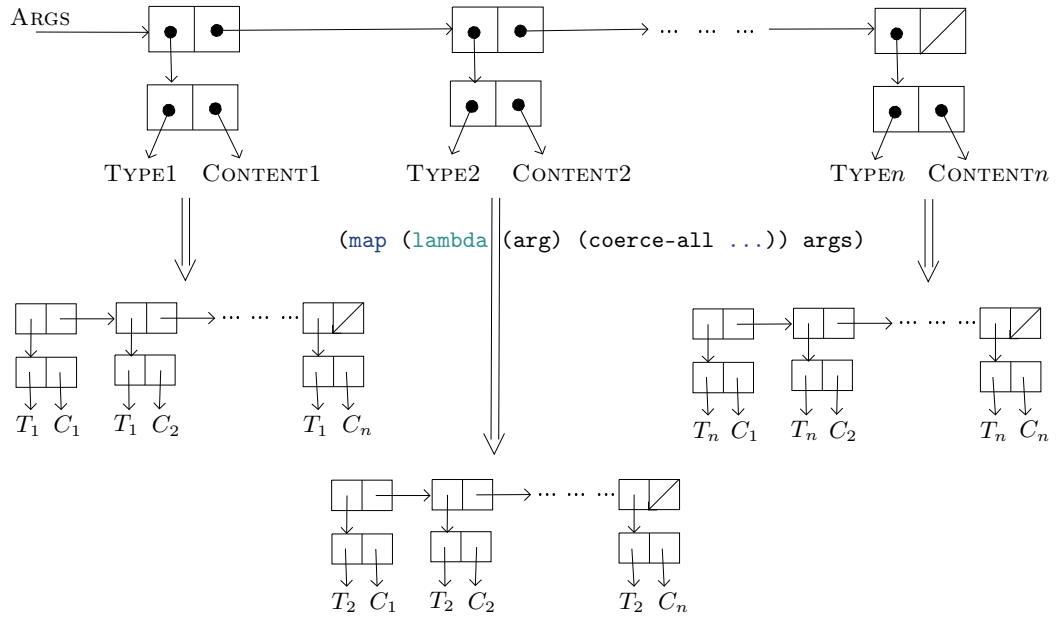 ARGS
... ... ...
TYPE1 CONTENT1 TYPE2 CONTENT2 TYPEn CONTENTn
(map (lambda (arg) (coerce-all ...)) args)
... ... ...
... ... ...
T₁ C₁ T₁ C₂ T₁ Cₙ
Tₙ C₁ Tₙ C₂ Tₙ Cₙ
... ... ...
T₂ C₁ T₂ C₂ T₂ Cₙ